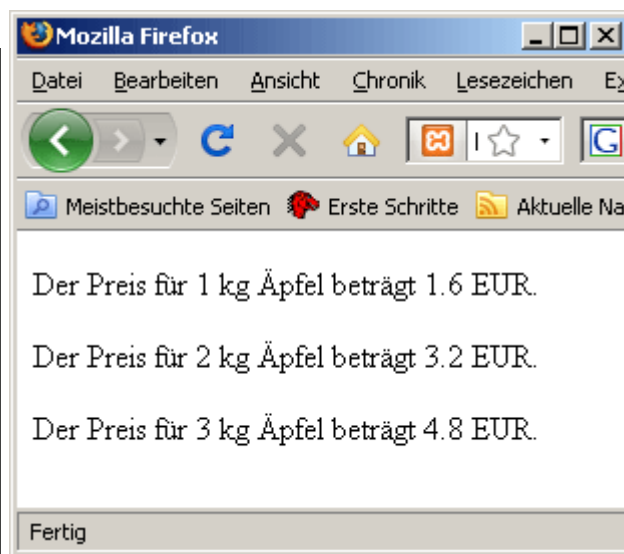 Mozilla Firefox
Datei Bearbeiten Ansicht Chronik Lesezeichen
Meistbesuchte Seiten Erste Schritte Aktuelle Na
Der Preis für 1 kg Äpfel beträgt 1.6 EUR.
Der Preis für 2 kg Äpfel beträgt 3.2 EUR.
Der Preis für 3 kg Äpfel beträgt 4.8 EUR.
Fertig